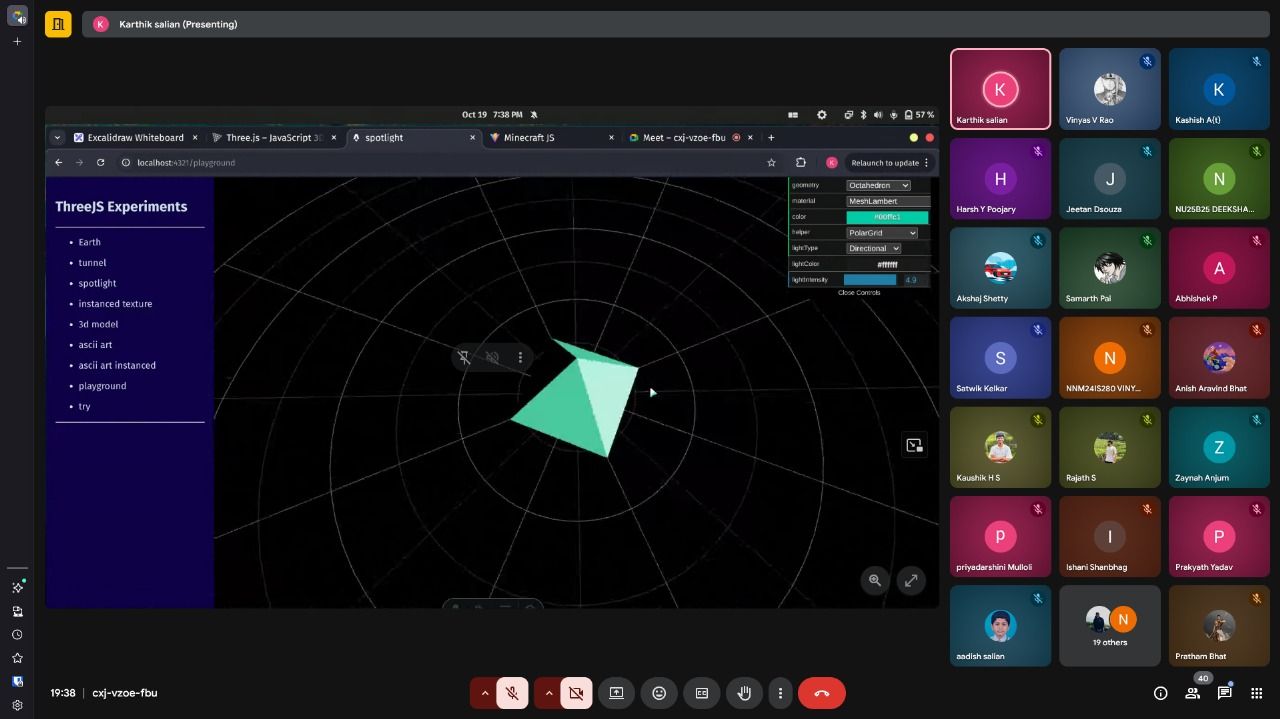 K
Karthik salian (Presenting)
Oct 19 7:38 PM
57 %
Excalidraw Whiteboard
Three.js – JavaScript 3D
spotlight
Minecraft JS
Meet – cxj-vzoe-fbu
localhost:4321/playground
K
Relaunch to update
ThreeJS Experiments
Earth
tunnel
spotlight
instanced texture
3d model
ascii art
ascii art instanced
playground
try
geometry
Octahedron
material
MeshLambert
color
#00ffc1
helper
PolarGrid
lightType
Directional
lightColor
#ffffff
lightIntensity
4.9
Close Controls
K
Karthik salian
Vinyas V Rao
K
Kashish A{t}
H
Harsh Y Poojary
J
Jeetan Dsouza
N
NU25B25 DEEKSHA...
Akshaj Shetty
Samarth Pai
A
Abhishek P
S
Satwik Kelkar
N
NNM24IS280 VINY...
Anish Aravind Bhat
Kaushik H S
Rajath S
Z
Zaynah Anjum
p
priyadarshini Mulloli
I
Ishani Shanbhag
P
Prakyath Yadav
aadish salian
N
19 others
Pratham Bhat
19:38
cxj-vzoe-fbu
40